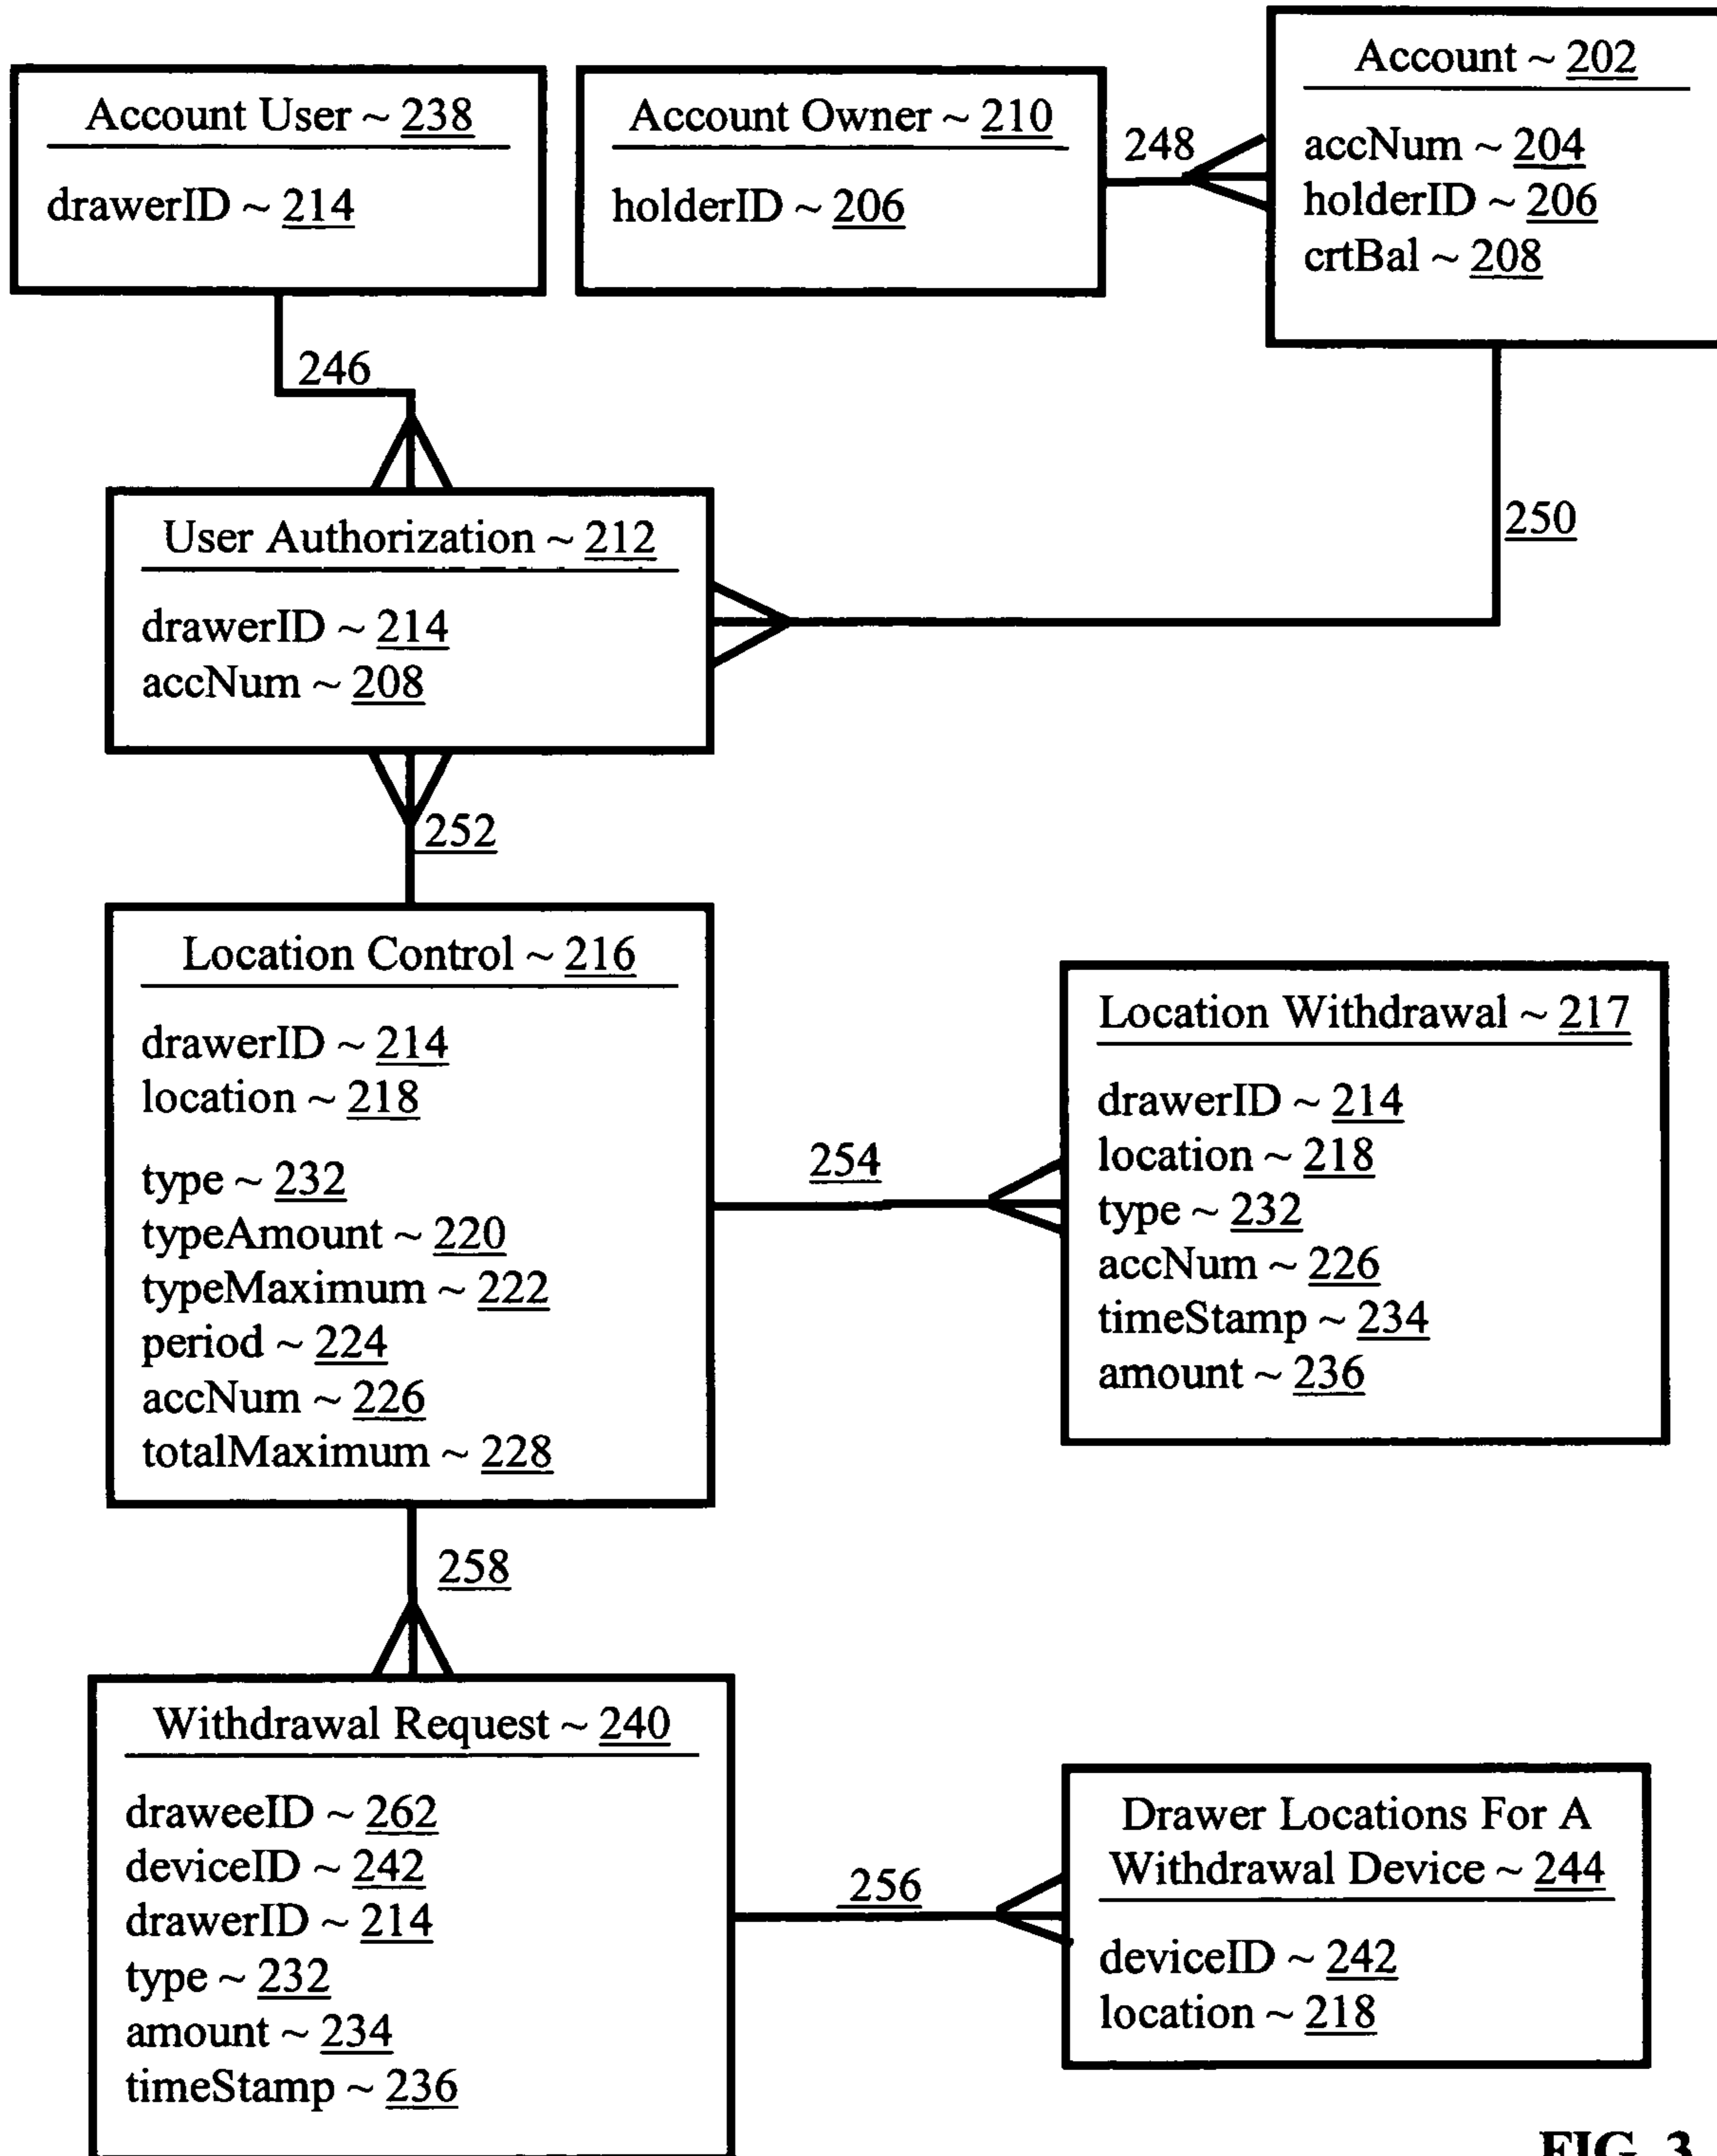 Account User ~ 238
drawerID ~ 214
Account Owner ~ 210
holderID ~ 206
248
Account ~ 202
accNum ~ 204
holderID ~ 206
crtBal ~ 208
246
250
User Authorization ~ 212
drawerID ~ 214
accNum ~ 208
252
Location Control ~ 216
drawerID ~ 214
location ~ 218
type ~ 232
typeAmount ~ 220
typeMaximum ~ 222
period ~ 224
accNum ~ 226
totalMaximum ~ 228
254
Location Withdrawal ~ 217
drawerID ~ 214
location ~ 218
type ~ 232
accNum ~ 226
timeStamp ~ 234
amount ~ 236
258
Withdrawal Request ~ 240
draweeID ~ 262
deviceID ~ 242
drawerID ~ 214
type ~ 232
amount ~ 234
timeStamp ~ 236
256
Drawer Locations For A
Withdrawal Device ~ 244
deviceID ~ 242
location ~ 218
FIG. 3